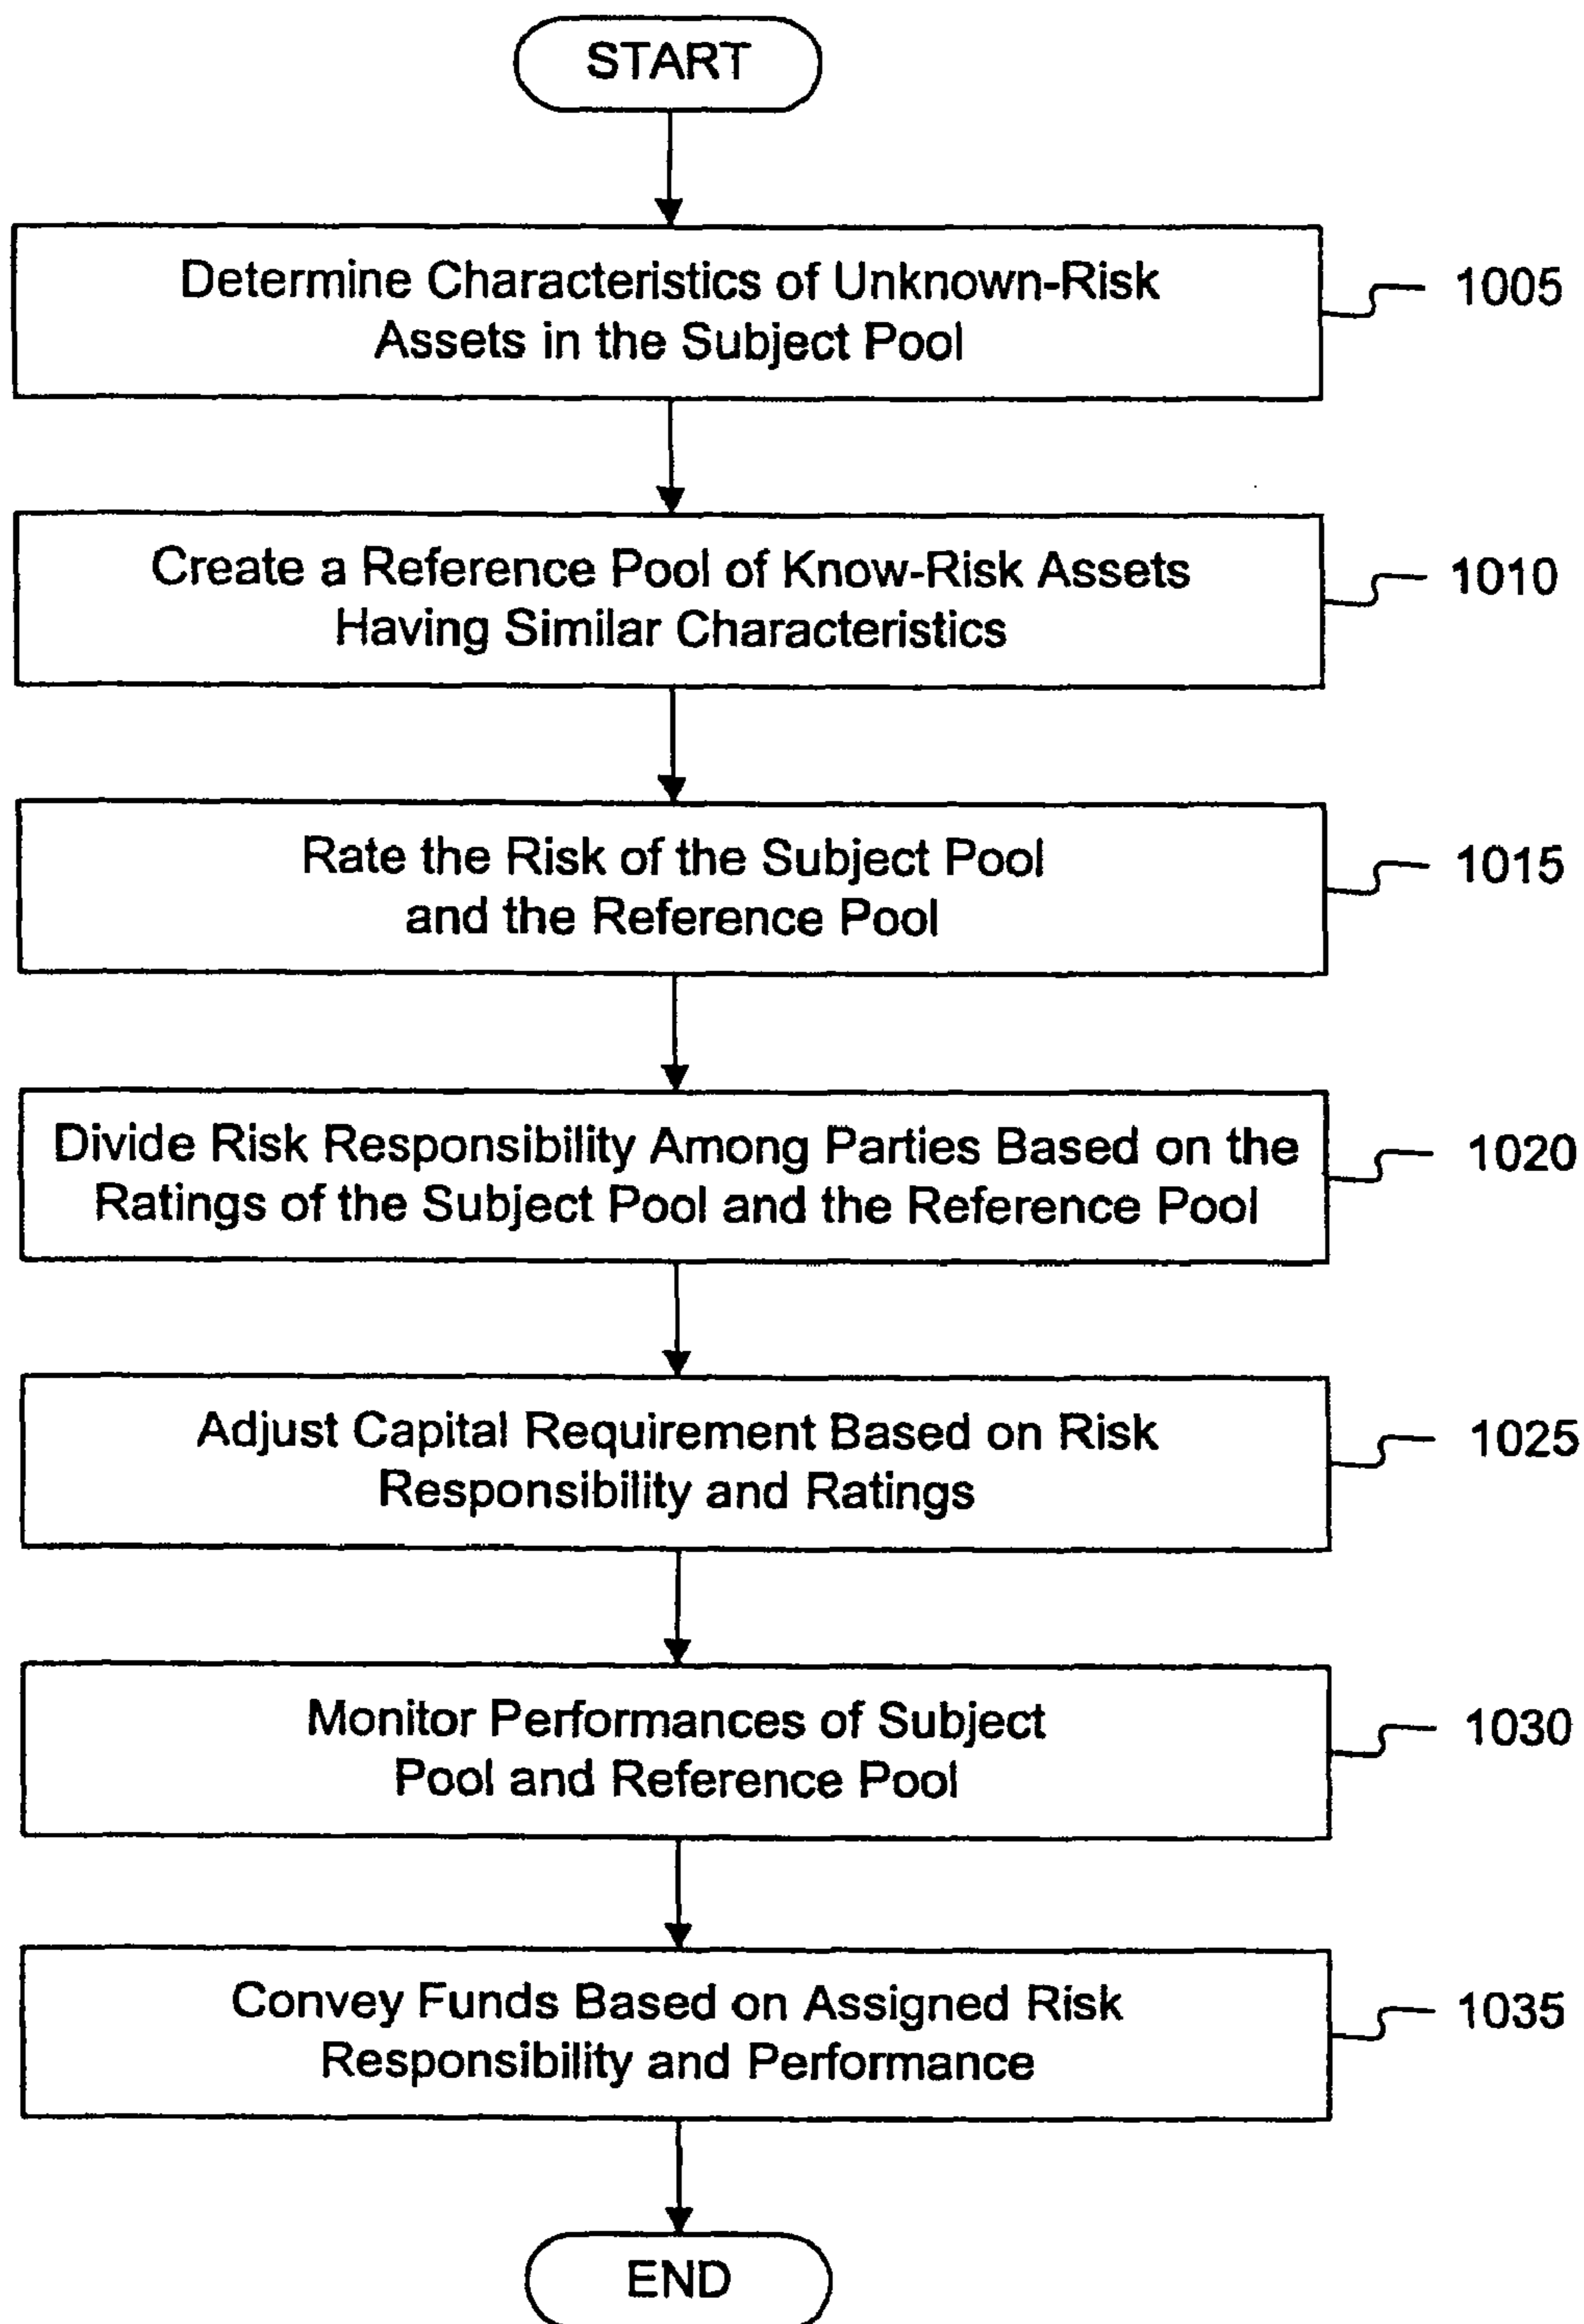 START
Determine Characteristics of Unknown-Risk
Assets in the Subject Pool
1005
Create a Reference Pool of Know-Risk Assets
Having Similar Characteristics
1010
Rate the Risk of the Subject Pool
and the Reference Pool
1015
Divide Risk Responsibility Among Parties Based on the
Ratings of the Subject Pool and the Reference Pool
1020
Adjust Capital Requirement Based on Risk
Responsibility and Ratings
1025
Monitor Performances of Subject
Pool and Reference Pool
1030
Convey Funds Based on Assigned Risk
Responsibility and Performance
1035
END